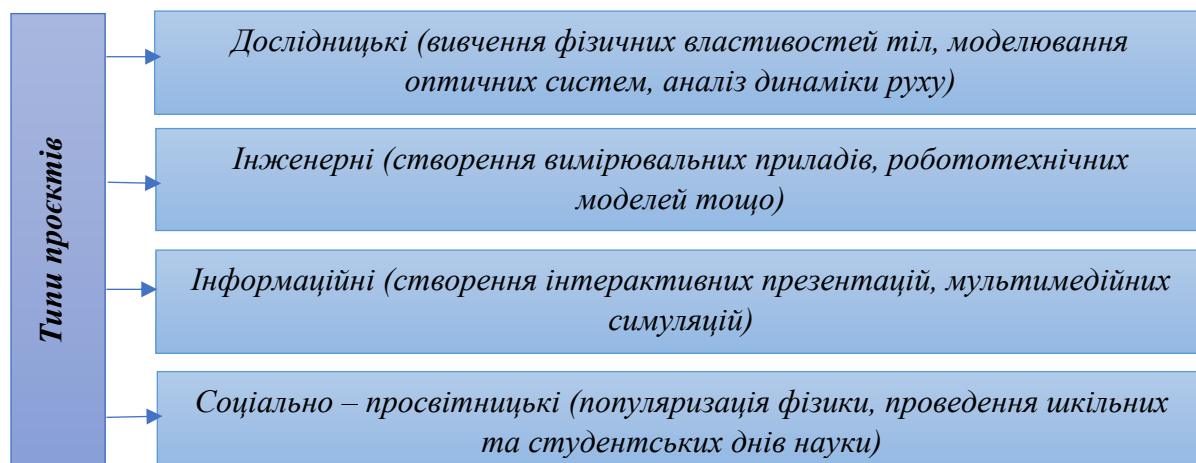 Типи проєктів
Дослідницькі (вивчення фізичних властивостей тіл, моделювання
оптичних систем, аналіз динаміки руху)
Інженерні (створення вимірювальних приладів, робототехнічних
моделей тощо)
Інформаційні (створення інтерактивних презентацій, мультимедійних
симуляцій)
Соціально – просвітницькі (популяризація фізики, проведення шкільних
та студентських днів науки)